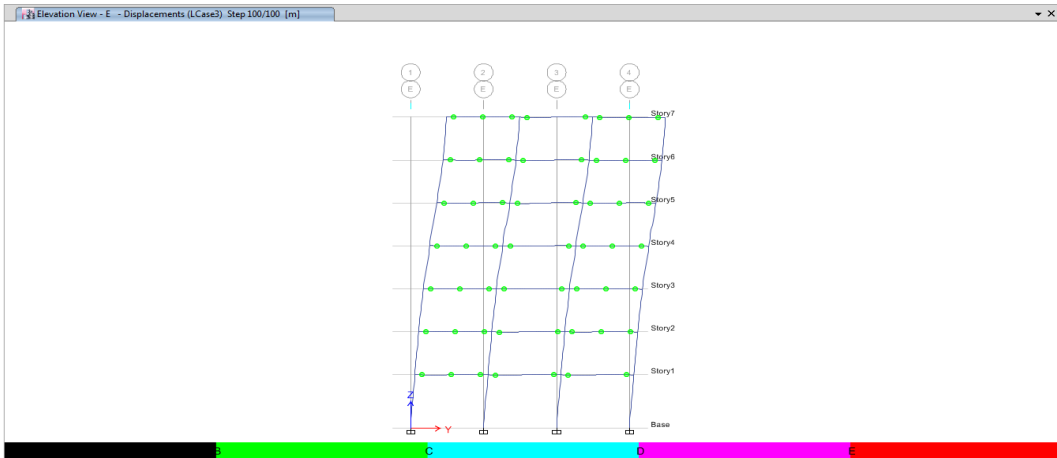 Elevation View - E - Displacements (LCase3) Step 100/100 [m]
1 2 3 4
E E E E
Story7
Story6
Story5
Story4
Story3
Story2
Story1
Z
Y
Base
B C D E